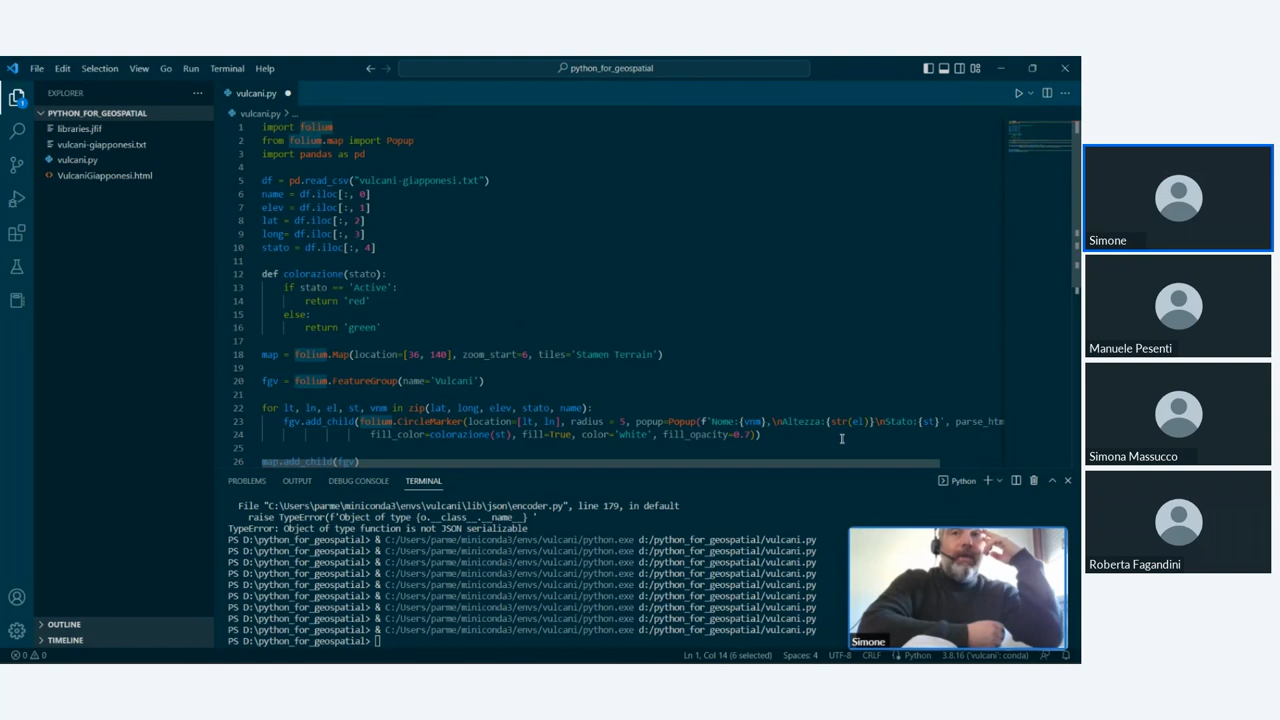 File Edit Selection View Go Run Terminal Help
python_for_geospatial
EXPLORER
PYTHON_FOR_GEOSPATIAL
libraries.jfif
vulcani-giapponesi.txt
vulcani.py
VulcaniGiapponesi.html
OUTLINE
TIMELINE
vulcani.py
vulcani.py > ...
1 import folium
2 from folium.map import Popup
3 import pandas as pd
4
5 df = pd.read_csv("vulcani-giapponesi.txt")
6 name = df.iloc[:, 0]
7 elev = df.iloc[:, 1]
8 lat = df.iloc[:, 2]
9 long= df.iloc[:, 3]
10 stato = df.iloc[:, 4]
11
12 def colorazione(stato):
13 if stato == 'Active':
14 return 'red'
15 else:
16 return 'green'
17
18 map = folium.Map(location=[36, 140], zoom_start=6, tiles='Stamen Terrain')
19
20 fgv = folium.FeatureGroup(name='Vulcani')
21
22 for lt, ln, el, st, vnm in zip(lat, long, elev, stato, name):
23 fgv.add_child(folium.CircleMarker(location=[lt, ln], radius = 5, popup=Popup(f'Nome:{vnm},\nAltezza:{str(el)}\nStato:{st}', parse_htm
24 fill_color=colorazione(st), fill=True, color='white', fill_opacity=0.7))
25
26 map.add_child(fgv)
PROBLEMS OUTPUT DEBUG CONSOLE TERMINAL
Python
File "C:\Users\parme\miniconda3\envs\vulcani\lib\json\encoder.py", line 179, in default
raise TypeError(f'Object of type {o.__class__.__name__} '
TypeError: Object of type function is not JSON serializable
PS D:\python_for_geospatial> & C:/Users/parme/miniconda3/envs/vulcani/python.exe d:/python_for_geospatial/vulcani.py
PS D:\python_for_geospatial> & C:/Users/parme/miniconda3/envs/vulcani/python.exe d:/python_for_geospatial/vulcani.py
PS D:\python_for_geospatial> & C:/Users/parme/miniconda3/envs/vulcani/python.exe d:/python_for_geospatial/vulcani.py
PS D:\python_for_geospatial> & C:/Users/parme/miniconda3/envs/vulcani/python.exe d:/python_for_geospatial/vulcani.py
PS D:\python_for_geospatial> & C:/Users/parme/miniconda3/envs/vulcani/python.exe d:/python_for_geospatial/vulcani.py
PS D:\python_for_geospatial> & C:/Users/parme/miniconda3/envs/vulcani/python.exe d:/python_for_geospatial/vulcani.py
PS D:\python_for_geospatial> & C:/Users/parme/miniconda3/envs/vulcani/python.exe d:/python_for_geospatial/vulcani.py
PS D:\python_for_geospatial> & C:/Users/parme/miniconda3/envs/vulcani/python.exe d:/python_for_geospatial/vulcani.py
PS D:\python_for_geospatial> & C:/Users/parme/miniconda3/envs/vulcani/python.exe d:/python_for_geospatial/vulcani.py
PS D:\python_for_geospatial>
Simone
0 0
Ln 1, Col 14 (6 selected) Spaces: 4 UTF-8 CRLF Python 3.8.16 ('vulcani': conda)
Simone
Manuele Pesenti
Simona Massucco
Roberta Fagandini